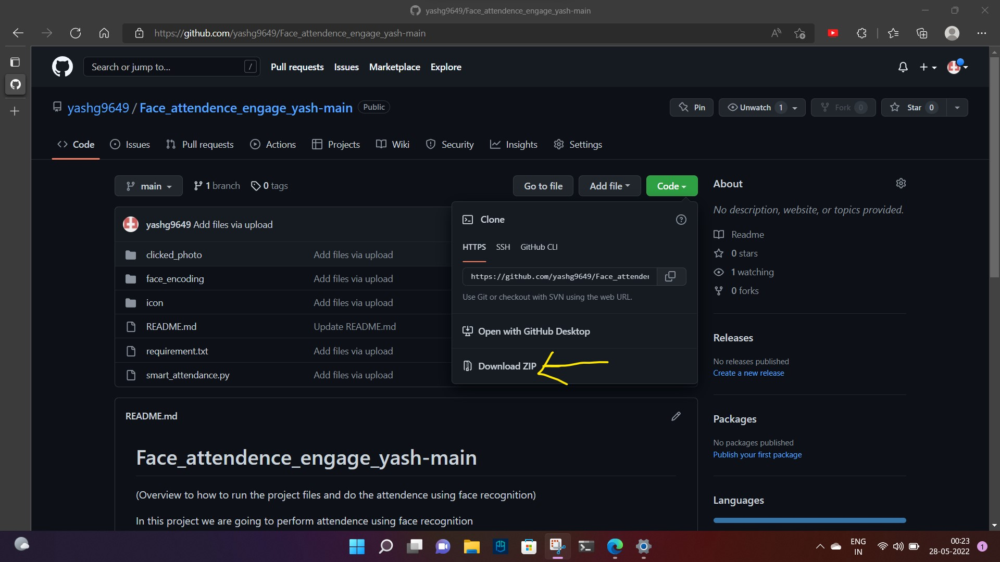 yashg9649/Face_attendence_engage_yash-main
https://github.com/yashg9649/Face_attendence_engage_yash-main
Search or jump to... /
Pull requests Issues Marketplace Explore
yashg9649 / Face_attendence_engage_yash-main Public
Pin Unwatch 1 Fork 0 Star 0
Code Issues Pull requests Actions Projects Wiki Security Insights Settings
main 1 branch 0 tags
Go to file Add file Code
yashg9649 Add files via upload
clicked_photo Add files via upload
face_encoding Add files via upload
icon Add files via upload
README.md Update README.md
requirement.txt Add files via upload
smart_attendance.py Add files via upload
Clone
HTTPS SSH GitHub CLI
https://github.com/yashg9649/Face_attender
Use Git or checkout with SVN using the web URL.
Open with GitHub Desktop
Download ZIP
README.md
Face_attendence_engage_yash-main
(Overview to how to run the project files and do the attendence using face recognition)
In this project we are going to perform attendence using face recognition
About
No description, website, or topics provided.
Readme
0 stars
1 watching
0 forks
Releases
No releases published
Create a new release
Packages
No packages published
Publish your first package
Languages
ENG
IN
00:23
28-05-2022
1